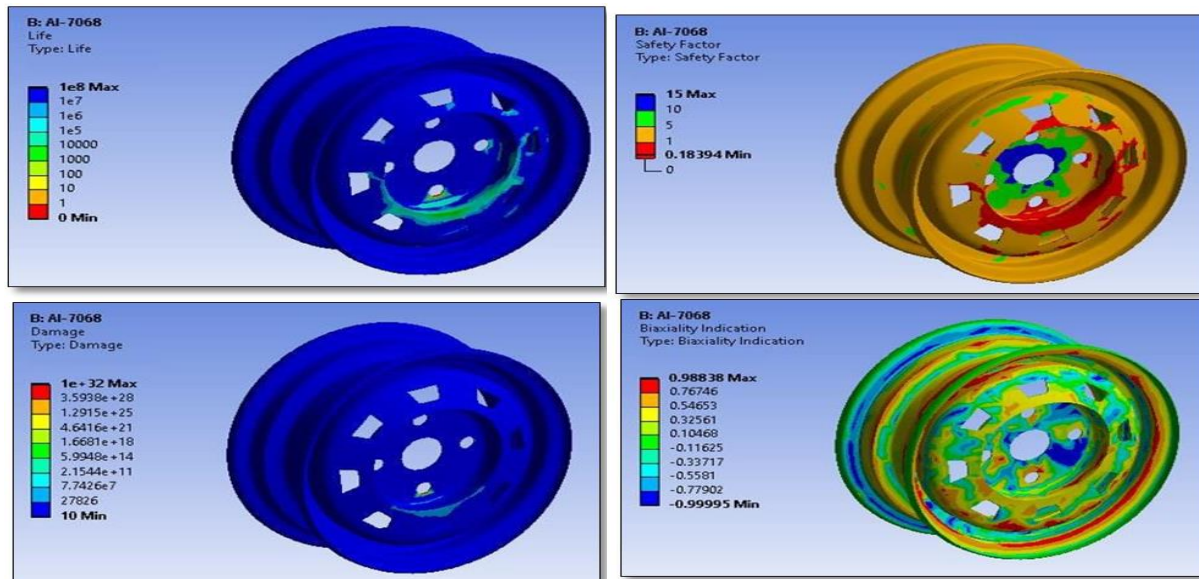 B: Al-7068
Life
Type: Life
1e8 Max
1e7
1e6
1e5
10000
1000
100
10
1
0 Min
B: Al-7068
Safety Factor
Type: Safety Factor
15 Max
10
5
1
0.18394 Min
0
B: Al-7068
Damage
Type: Damage
1e+32 Max
3.5938e+28
1.2915e+25
4.6416e+21
1.6681e+18
5.9948e+14
2.1544e+11
7.7426e7
27826
10 Min
B: Al-7068
Biaxiality Indication
Type: Biaxiality Indication
0.98838 Max
0.76746
0.54653
0.32561
0.10468
-0.11625
-0.33717
-0.5581
-0.77902
-0.99995 Min